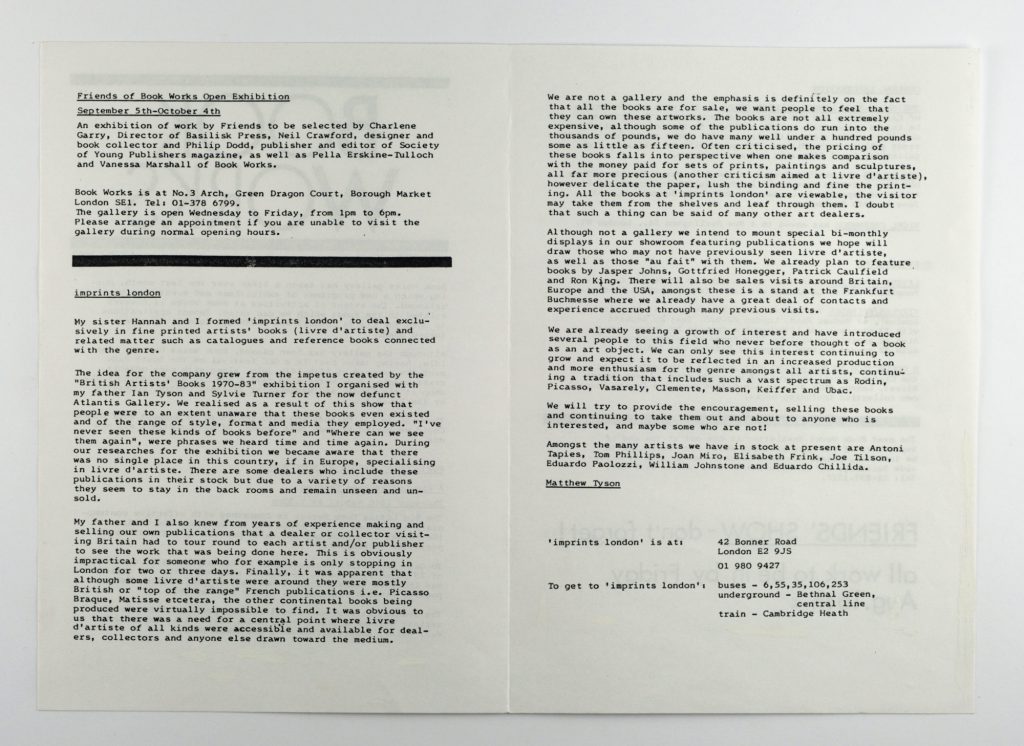 Friends of Book Works Open Exhibition
September 5th-October 4th
An exhibition of work by Friends to be selected by Charlene
Garry, Director of Basilisk Press, Neil Crawford, designer and
book collector and Philip Dodd, publisher and editor of Society
of Young Publishers magazine, as well as Pella Erskine-Tulloch
and Vanessa Marshall of Book Works.
Book Works is at No.3 Arch, Green Dragon Court, Borough Market
London SE1. Tel: 01-378 6799.
The gallery is open Wednesday to Friday, from 1pm to 6pm.
Please arrange an appointment if you are unable to visit the
gallery during normal opening hours.
imprints london
My sister Hannah and I formed 'imprints london' to deal exclu-
sively in fine printed artists' books (livre d'artiste) and
related matter such as catalogues and reference books connected
with the genre.
The idea for the company grew from the impetus created by the
"British Artists' Books 1970-83" exhibition I organised with
my father Ian Tyson and Sylvie Turner for the now defunct
Atlantis Gallery. We realised as a result of this show that
people were to an extent unaware that these books even existed
and of the range of style, format and media they employed. "I've
never seen these kinds of books before" and "Where can we see
them again", were phrases we heard time and time again. During
our researches for the exhibition we became aware that there
was no single place in this country, if in Europe, specialising
in livre d'artiste. There are some dealers who include these
publications in their stock but due to a variety of reasons
they seem to stay in the back rooms and remain unseen and un-
sold.
My father and I also knew from years of experience making and
selling our own publications that a dealer or collector visit-
ing Britain had to tour round to each artist and/or publisher
to see the work that was being done here. This is obviously
impractical for someone who for example is only stopping in
London for two or three days. Finally, it was apparent that
although some livre d'artiste were around they were mostly
British or "top of the range" French publications i.e. Picasso
Braque, Matisse etcetera, the other continental books being
produced were virtually impossible to find. It was obvious to
us that there was a need for a central point where livre
d'artiste of all kinds were accessible and available for deal-
ers, collectors and anyone else drawn toward the medium.
We are not a gallery and the emphasis is definitely on the fact
that all the books are for sale, we want people to feel that
they can own these artworks. The books are not all extremely
expensive, although some of the publications do run into the
thousands of pounds, we do have many well under a hundred pounds
some as little as fifteen. Often criticised, the pricing of
these books falls into perspective when one makes comparison
with the money paid for sets of prints, paintings and sculptures,
all far more precious (another criticism aimed at livre d'artiste),
however delicate the paper, lush the binding and fine the print-
ing. All the books at 'imprints london' are viewable, the visitor
may take them from the shelves and leaf through them. I doubt
that such a thing can be said of many other art dealers.
Although not a gallery we intend to mount special bi-monthly
displays in our showroom featuring publications we hope will
draw those who may not have previously seen livre d'artiste,
as well as those "au fait" with them. We already plan to feature
books by Jasper Johns, Gottfried Honegger, Patrick Caulfield
and Ron King. There will also be sales visits around Britain,
Europe and the USA, amongst these is a stand at the Frankfurt
Buchmesse where we already have a great deal of contacts and
experience accrued through many previous visits.
We are already seeing a growth of interest and have introduced
several people to this field who never before thought of a book
as an art object. We can only see this interest continuing to
grow and expect it to be reflected in an increased production
and more enthusiasm for the genre amongst all artists, continu-
ing a tradition that includes such a vast spectrum as Rodin,
Picasso, Vasarely, Clemente, Masson, Keiffer and Ubac.
We will try to provide the encouragement, selling these books
and continuing to take them out and about to anyone who is
interested, and maybe some who are not!
Amongst the many artists we have in stock at present are Antoni
Tapies, Tom Phillips, Joan Miro, Elisabeth Frink, Joe Tilson,
Eduardo Paolozzi, William Johnstone and Eduardo Chillida.
Matthew Tyson
'imprints london' is at: 42 Bonner Road
London E2 9JS
01 980 9427
To get to 'imprints london': buses - 6,55,35,106,253
underground - Bethnal Green,
central line
train - Cambridge Heath